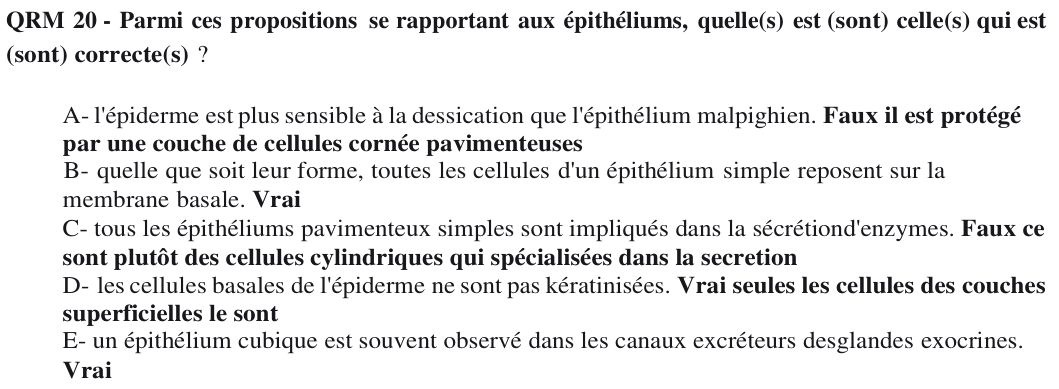 QRM 20 - Parmi ces propositions se rapportant aux épithéliums, quelle(s) est (sont) celle(s) qui est
(sont) correcte(s) ?
A- l'épiderme est plus sensible à la dessication que l'épithélium malpighien. Faux il est protégé
par une couche de cellules cornée pavimenteuses
B- quelle que soit leur forme, toutes les cellules d'un épithélium simple reposent sur la
membrane basale. Vrai
C- tous les épithéliums pavimenteux simples sont impliqués dans la sécrétiond'enzymes. Faux ce
sont plutôt des cellules cylindriques qui spécialisées dans la secretion
D- les cellules basales de l'épiderme ne sont pas kératinisées. Vrai seules les cellules des couches
superficielles le sont
E- un épithélium cubique est souvent observé dans les canaux excréteurs desglandes exocrines.
Vrai